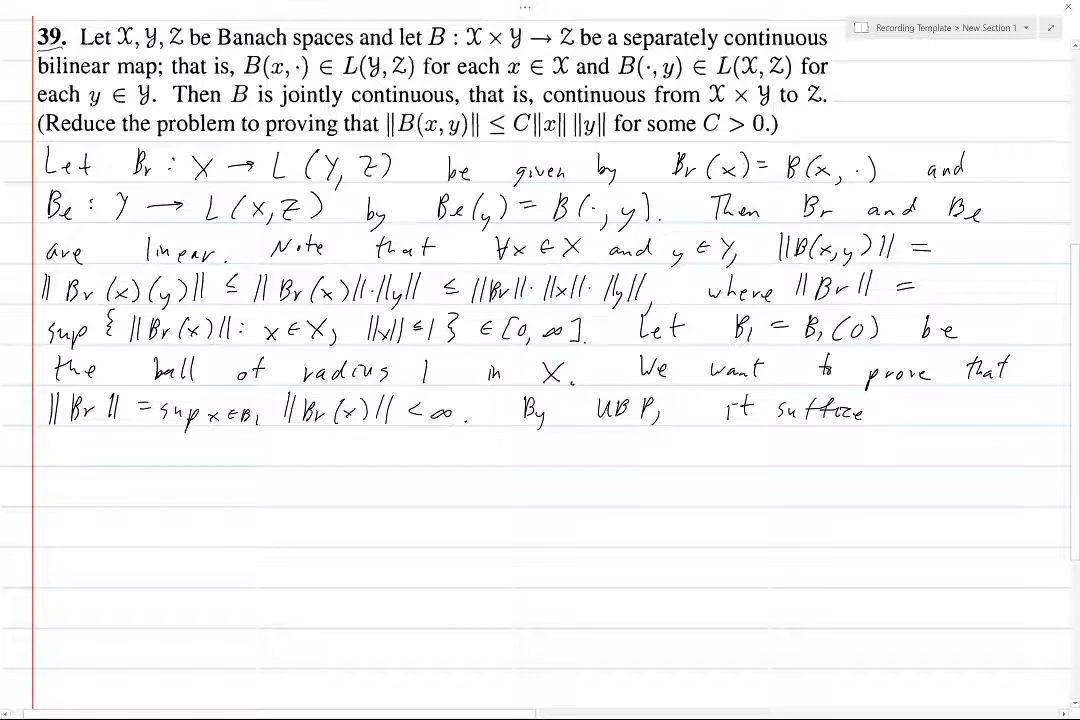 ...
Recording Template > New Section 1
39. Let X, Y, Z be Banach spaces and let B : X × Y → Z be a separately continuous
bilinear map; that is, B(x, ·) ∈ L(Y, Z) for each x ∈ X and B(·, y) ∈ L(X, Z) for
each y ∈ Y. Then B is jointly continuous, that is, continuous from X × Y to Z.
(Reduce the problem to proving that ‖B(x, y)‖ ≤ C‖x‖ ‖y‖ for some C > 0.)
Let Br : X → L(Y, Z) be given by Br(x) = B(x, ·) and
Be : Y → L(X, Z) by Be(y) = B(·, y). Then Br and Be
are linear. Note that ∀x ∈ X and y ∈ Y, ||B(x,y)|| =
||Br(x)(y)|| ≤ ||Br(x)||·||y|| ≤ ||Br||·||x||·||y||, where ||Br|| =
sup {||Br(x)||: x ∈ X, ||x|| ≤ 1} ∈ [0, ∞]. Let B₁ = B₁(0) be
the ball of radius 1 in X. We want to prove that
||Br|| = sup x∈B₁ ||Br(x)|| < ∞. By UBP, it suffice